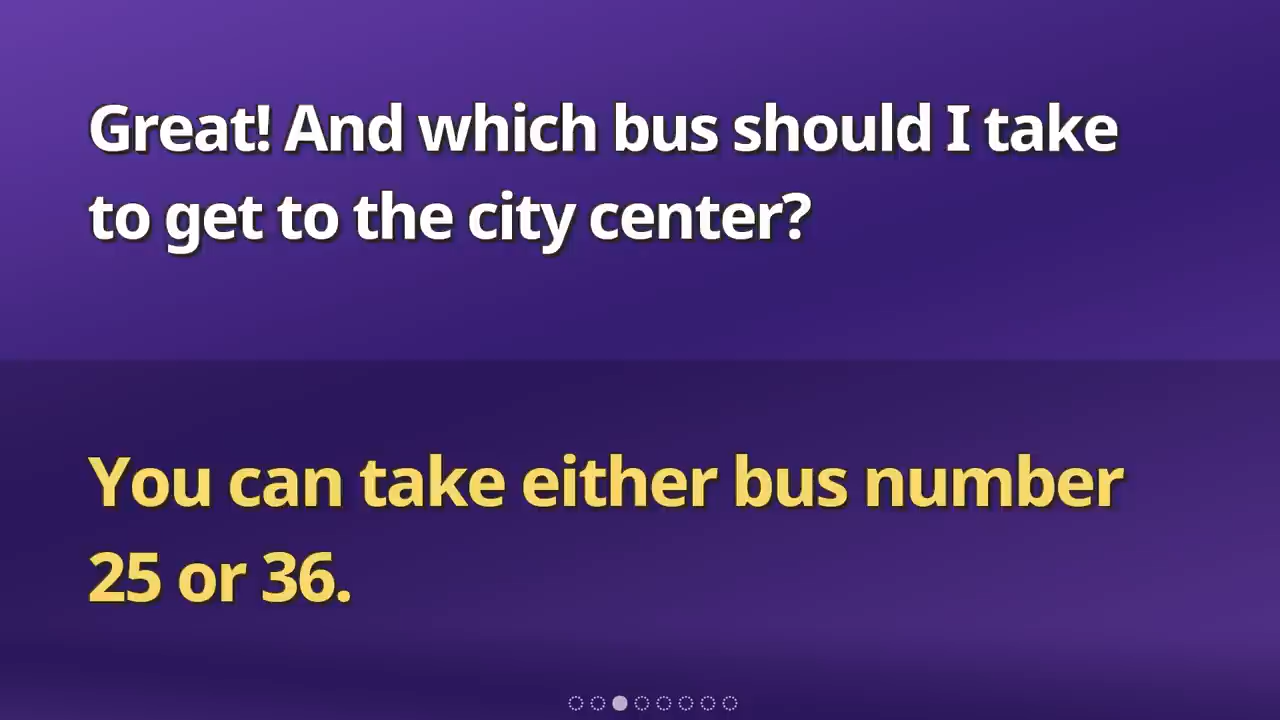 Great! And which bus should I take
to get to the city center?
You can take either bus number
25 or 36.